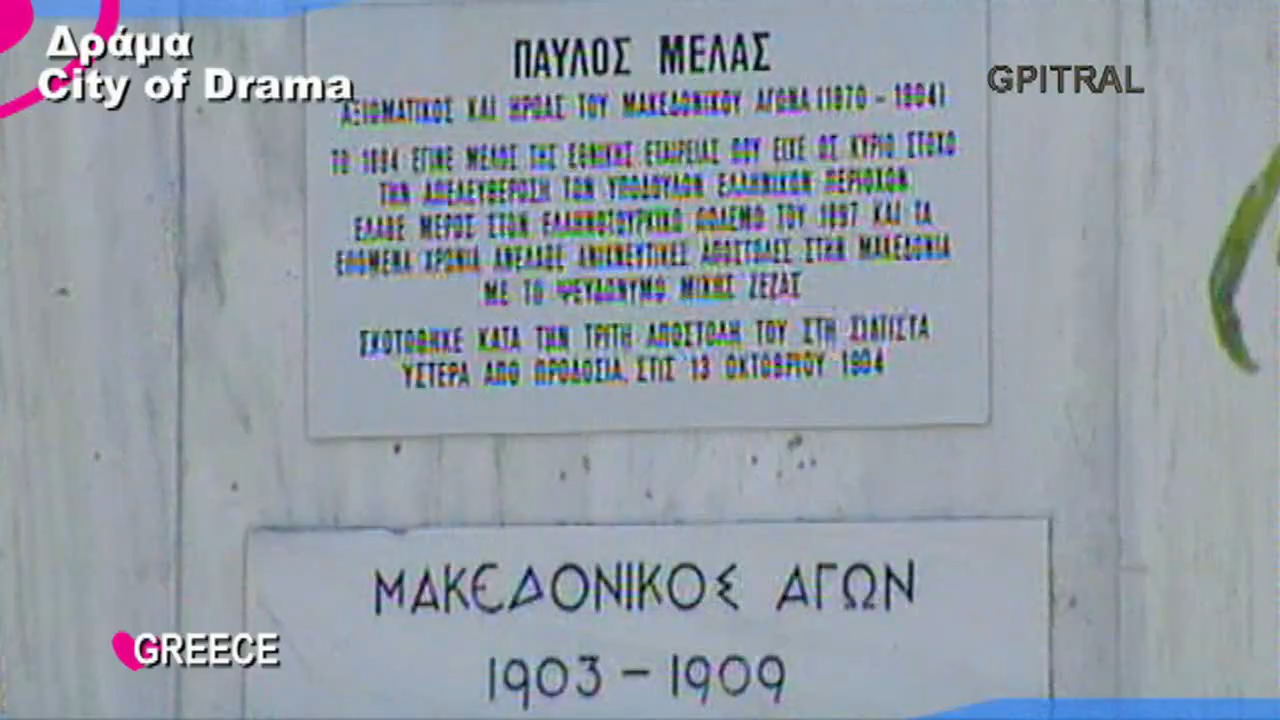 Δράμα
City of Drama
GPITRAL
ΠΑΥΛΟΣ ΜΕΛΑΣ
ΑΞΙΩΜΑΤΙΚΟΣ ΚΑΙ ΗΡΩΑΣ ΤΟΥ ΜΑΚΕΔΟΝΙΚΟΥ ΑΓΩΝΑ (1870 - 1904)
ΤΟ 1894 ΕΓΙΝΕ ΜΕΛΟΣ ΤΗΣ ΕΘΝΙΚΗΣ ΕΤΑΙΡΕΙΑΣ ΠΟΥ ΕΙΧΕ ΩΣ ΚΥΡΙΟ ΣΤΟΧΟ
ΤΗΝ ΑΠΕΛΕΥΘΕΡΩΣΗ ΤΩΝ ΥΠΟΔΟΥΛΩΝ ΕΛΛΗΝΙΚΩΝ ΠΕΡΙΟΧΩΝ
ΕΛΑΒΕ ΜΕΡΟΣ ΣΤΟΝ ΕΛΛΗΝΟΤΟΥΡΚΙΚΟ ΠΟΛΕΜΟ ΤΟΥ 1897 ΚΑΙ ΤΑ
ΕΠΟΜΕΝΑ ΧΡΟΝΙΑ ΑΝΕΛΑΒΕ ΑΝΙΧΝΕΥΤΙΚΕΣ ΑΠΟΣΤΟΛΕΣ ΣΤΗΝ ΜΑΚΕΔΟΝΙΑ
ΜΕ ΤΟ ΨΕΥΔΩΝΥΜΟ ΜΙΚΗΣ ΖΕΖΑΣ
ΣΚΟΤΩΘΗΚΕ ΚΑΤΑ ΤΗΝ ΤΡΙΤΗ ΑΠΟΣΤΟΛΗ ΤΟΥ ΣΤΗ ΣΙΑΤΙΣΤΑ
ΥΣΤΕΡΑ ΑΠΟ ΠΡΟΔΟΣΙΑ, ΣΤΙΣ 13 ΟΚΤΩΒΡΙΟΥ 1904
ΜΑΚΕΔΟΝΙΚΟΣ ΑΓΩΝ
1903 - 1909
GREECE